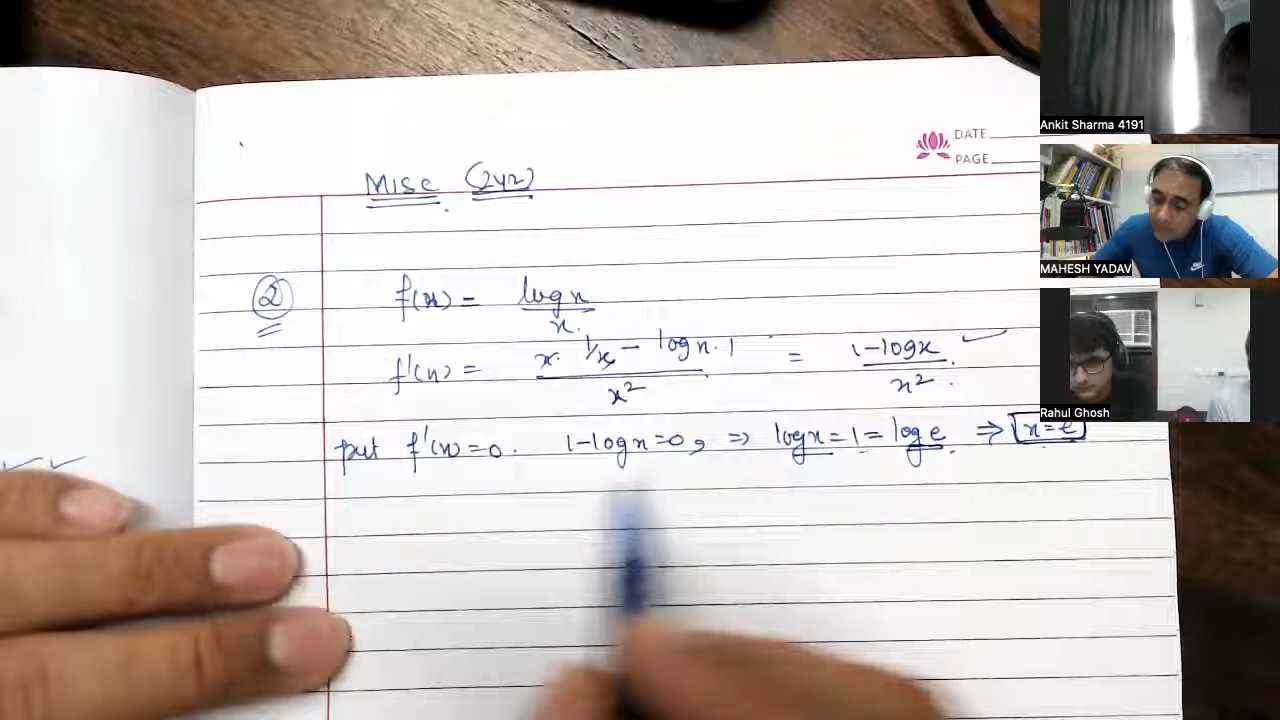 DATE
PAGE
Misc (2yr)
② f(x) = log x / x
f'(x) = x. 1/x - log x. 1 / x² = 1-log x / x².
put f'(x)=0. 1-log x=0, ⇒ log x=1=log e ⇒ x=e
Ankit Sharma 4191
MAHESH YADAV
Rahul Ghosh